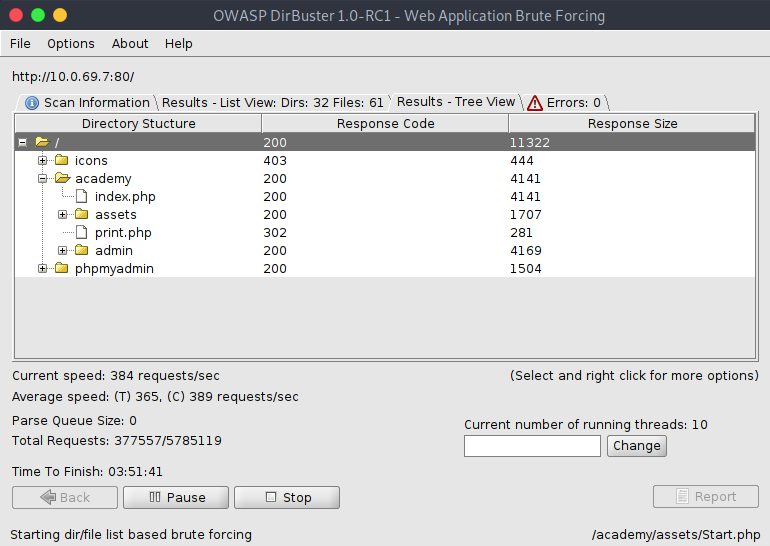 OWASP DirBuster 1.0-RC1 - Web Application Brute Forcing
File Options About Help
http://10.0.69.7:80/
Scan Information Results - List View: Dirs: 32 Files: 61 Results - Tree View Errors: 0
Directory Stucture Response Code Response Size
/ 200 11322
icons 403 444
academy 200 4141
index.php 200 4141
assets 200 1707
print.php 302 281
admin 200 4169
phpmyadmin 200 1504
Current speed: 384 requests/sec (Select and right click for more options)
Average speed: (T) 365, (C) 389 requests/sec
Parse Queue Size: 0
Total Requests: 377557/5785119
Current number of running threads: 10
Change
Time To Finish: 03:51:41
Back Pause Stop Report
Starting dir/file list based brute forcing /academy/assets/Start.php